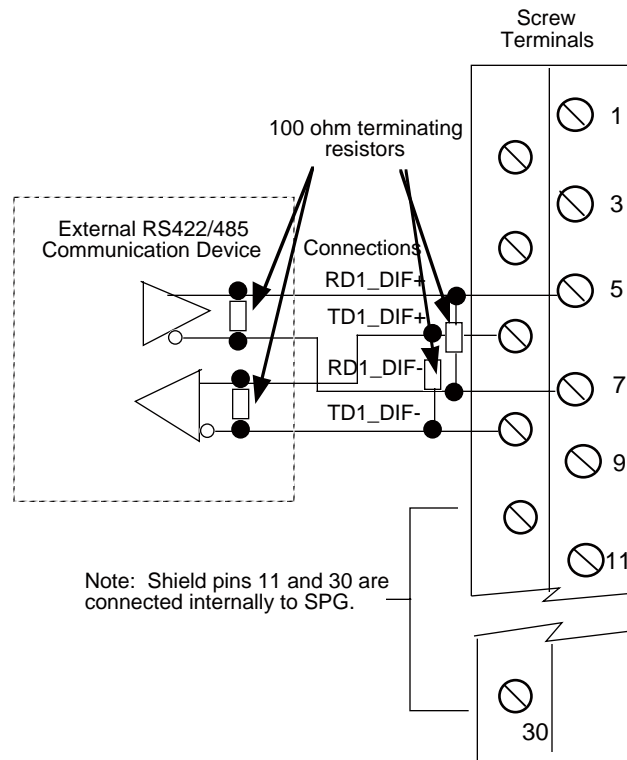 Screw
Terminals
1
100 ohm terminating
resistors
3
External RS422/485
Communication Device
Connections
RD1_DIF+
5
TD1_DIF+
RD1_DIF-
7
TD1_DIF-
9
11
Note: Shield pins 11 and 30 are
connected internally to SPG.
30